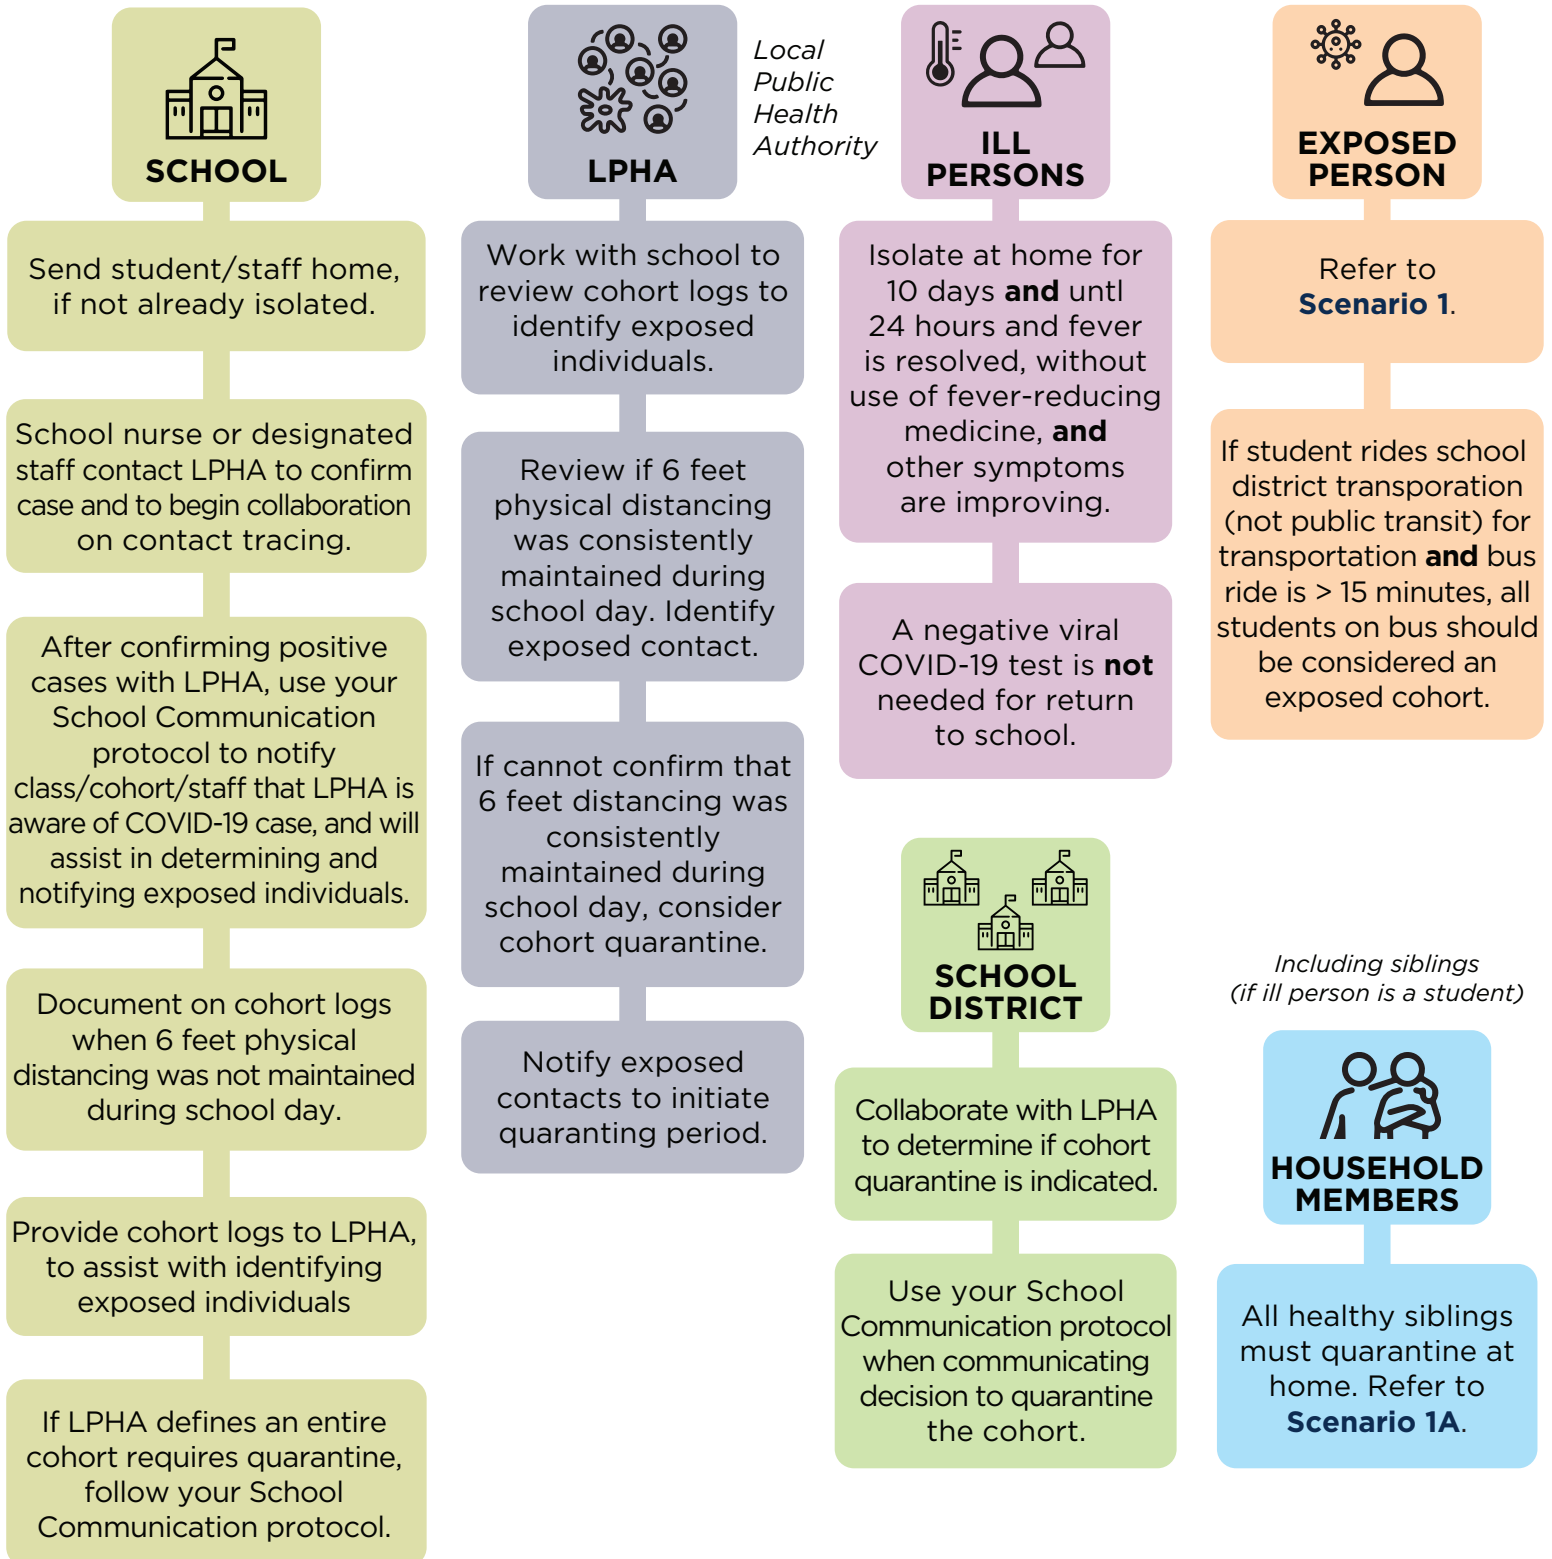 SCHOOL
Send student/staff home,
if not already isolated.
School nurse or designated
staff contact LPHA to confirm
case and to begin collaboration
on contact tracing.
After confirming positive
cases with LPHA, use your
School Communication
protocol to notify
class/cohort/staff that LPHA is
aware of COVID-19 case, and will
assist in determining and
notifying exposed individuals.
Document on cohort logs
when 6 feet physical
distancing was not maintained
during school day.
Provide cohort logs to LPHA,
to assist with identifying
exposed individuals
If LPHA defines an entire
cohort requires quarantine,
follow your School
Communication protocol.
LPHA
Local
Public
Health
Authority
Work with school to
review cohort logs to
identify exposed
individuals.
Review if 6 feet
physical distancing
was consistently
maintained during
school day. Identify
exposed contact.
If cannot confirm that
6 feet distancing was
consistently
maintained during
school day, consider
cohort quarantine.
Notify exposed
contacts to initiate
quaranting period.
ILL
PERSONS
Isolate at home for
10 days and untl
24 hours and fever
is resolved, without
use of fever-reducing
medicine, and
other symptoms
are improving.
A negative viral
COVID-19 test is not
needed for return
to school.
EXPOSED
PERSON
Refer to
Scenario 1.
If student rides school
district transporation
(not public transit) for
transportation and bus
ride is > 15 minutes, all
students on bus should
be considered an
exposed cohort.
SCHOOL
DISTRICT
Collaborate with LPHA
to determine if cohort
quarantine is indicated.
Use your School
Communication protocol
when communicating
decision to quarantine
the cohort.
Including siblings
(if ill person is a student)
HOUSEHOLD
MEMBERS
All healthy siblings
must quarantine at
home. Refer to
Scenario 1A.